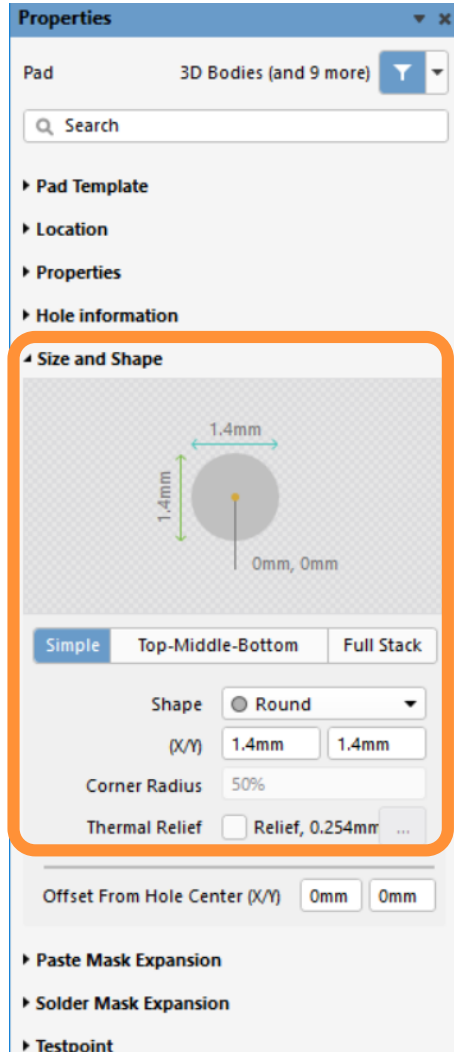 Properties
Pad 3D Bodies (and 9 more)
Search
Pad Template
Location
Properties
Hole information
Size and Shape
1.4mm
1.4mm
0mm, 0mm
Simple Top-Middle-Bottom Full Stack
Shape Round
(X/Y) 1.4mm 1.4mm
Corner Radius 50%
Thermal Relief Relief, 0.254mm ...
Offset From Hole Center (X/Y) 0mm 0mm
Paste Mask Expansion
Solder Mask Expansion
Testpoint